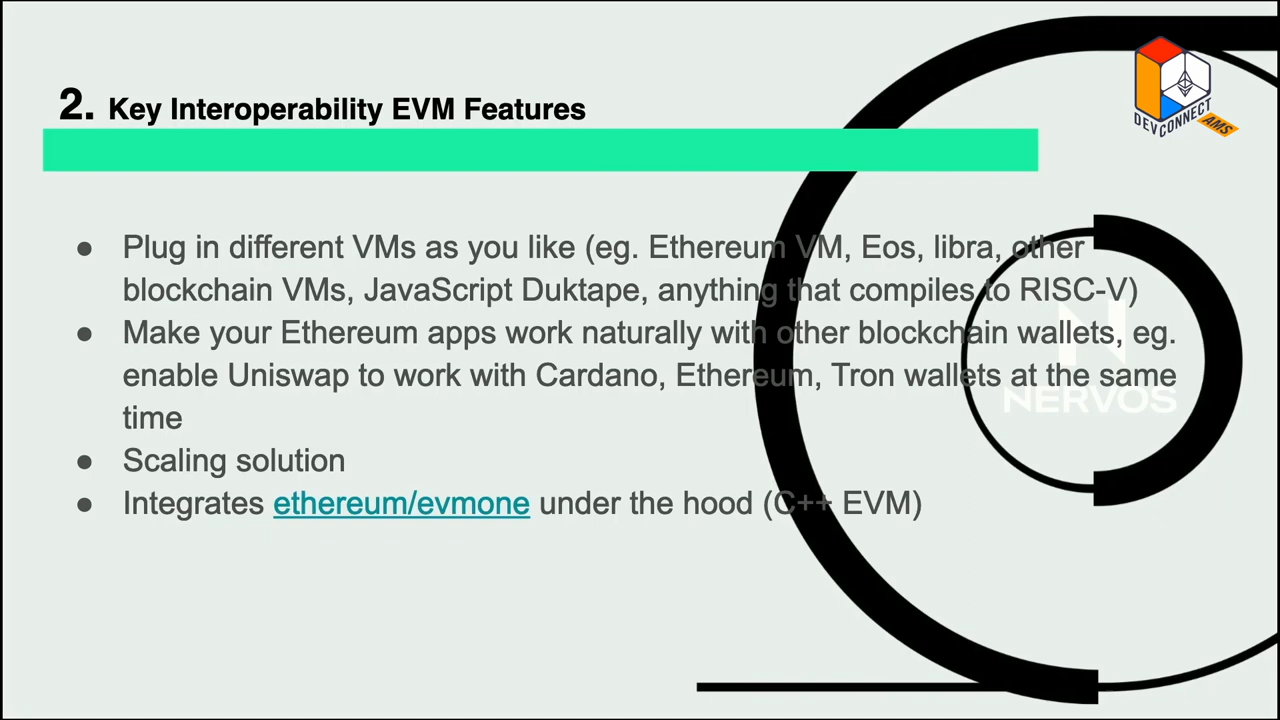 2. Key Interoperability EVM Features
DEVCONNECT
AMS
● Plug in different VMs as you like (eg. Ethereum VM, Eos, libra, other
blockchain VMs, JavaScript Duktape, anything that compiles to RISC-V)
● Make your Ethereum apps work naturally with other blockchain wallets, eg.
enable Uniswap to work with Cardano, Ethereum, Tron wallets at the same
time
● Scaling solution
● Integrates ethereum/evmone under the hood (C++ EVM)
N
NERVOS